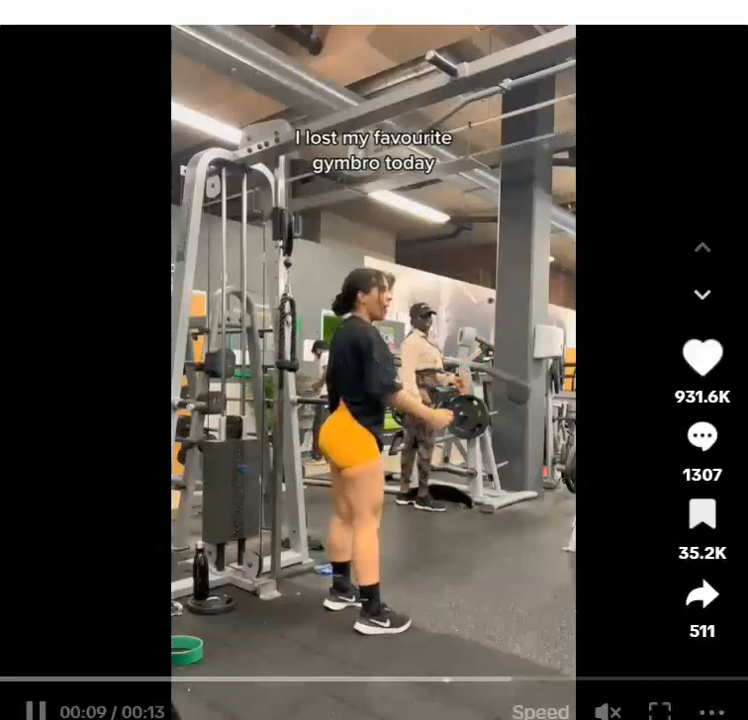 I lost my favourite
gymbro today
931.6K
1307
35.2K
511
00:09 / 00:13
Speed